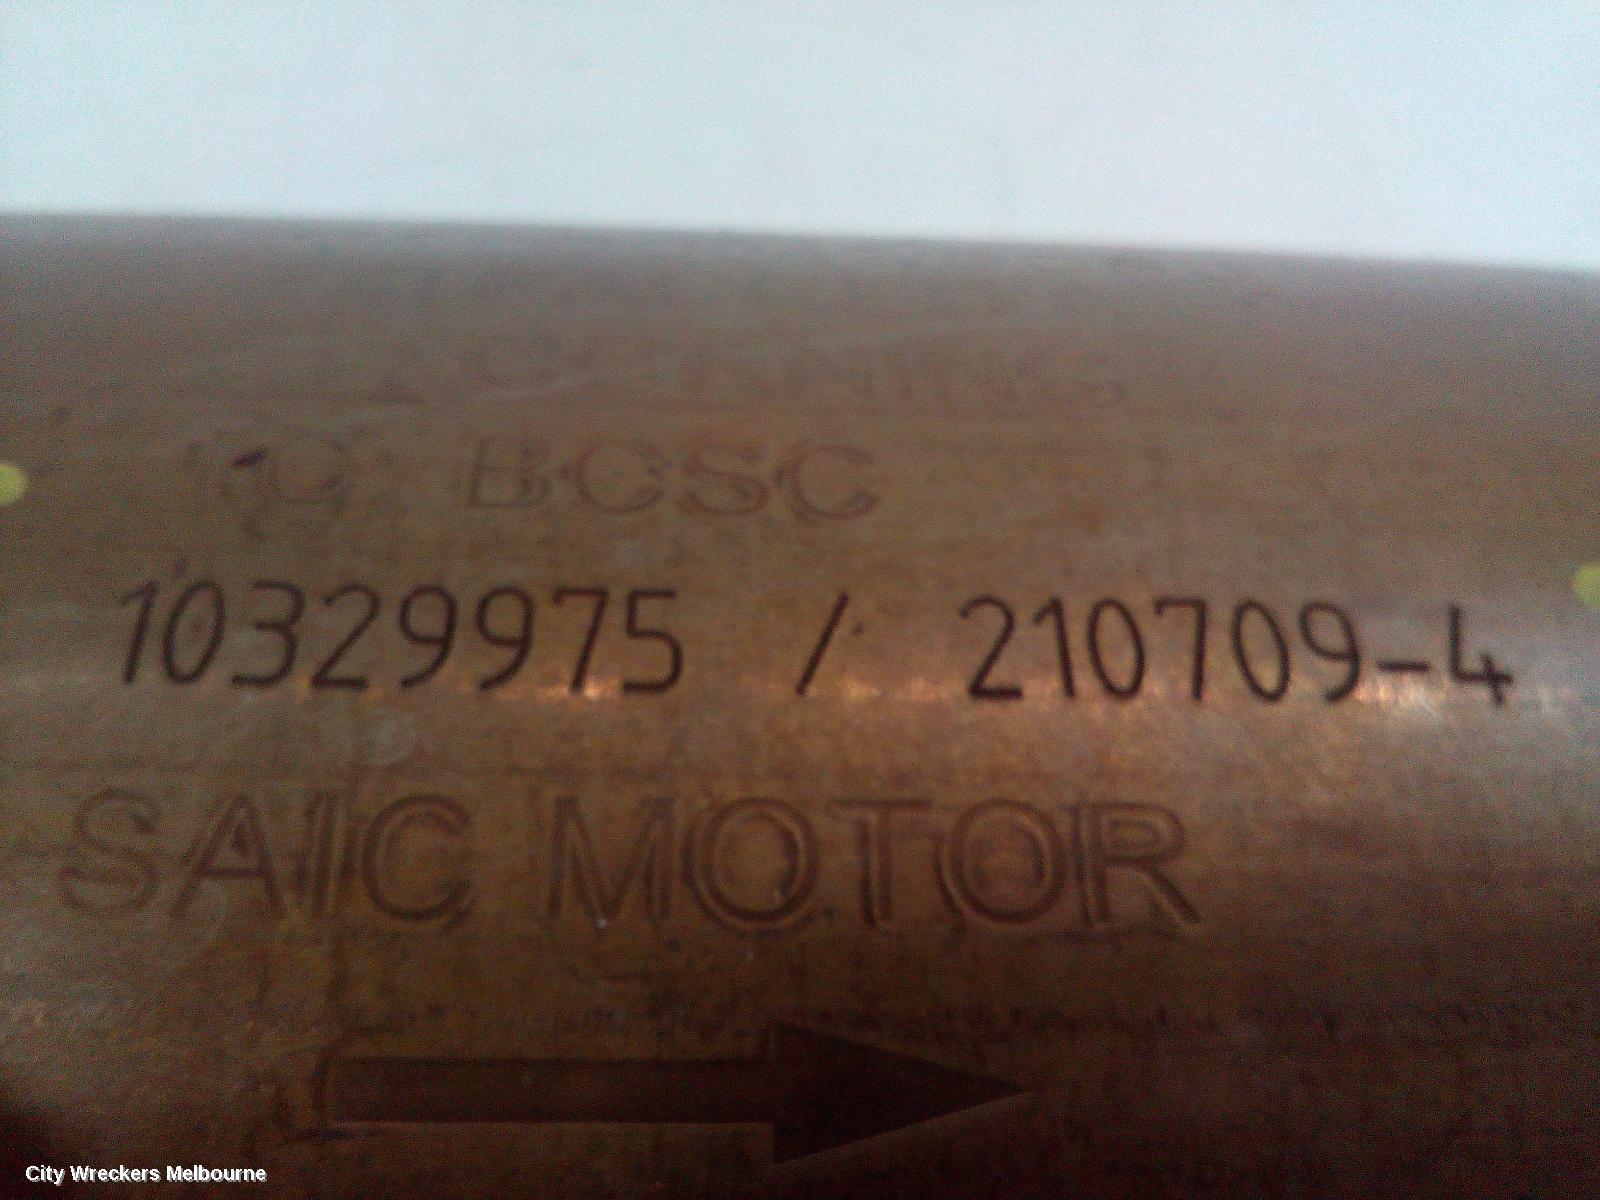 BCSC
10329975 / 210709-4
SAIC MOTOR
City Wreckers Melbourne